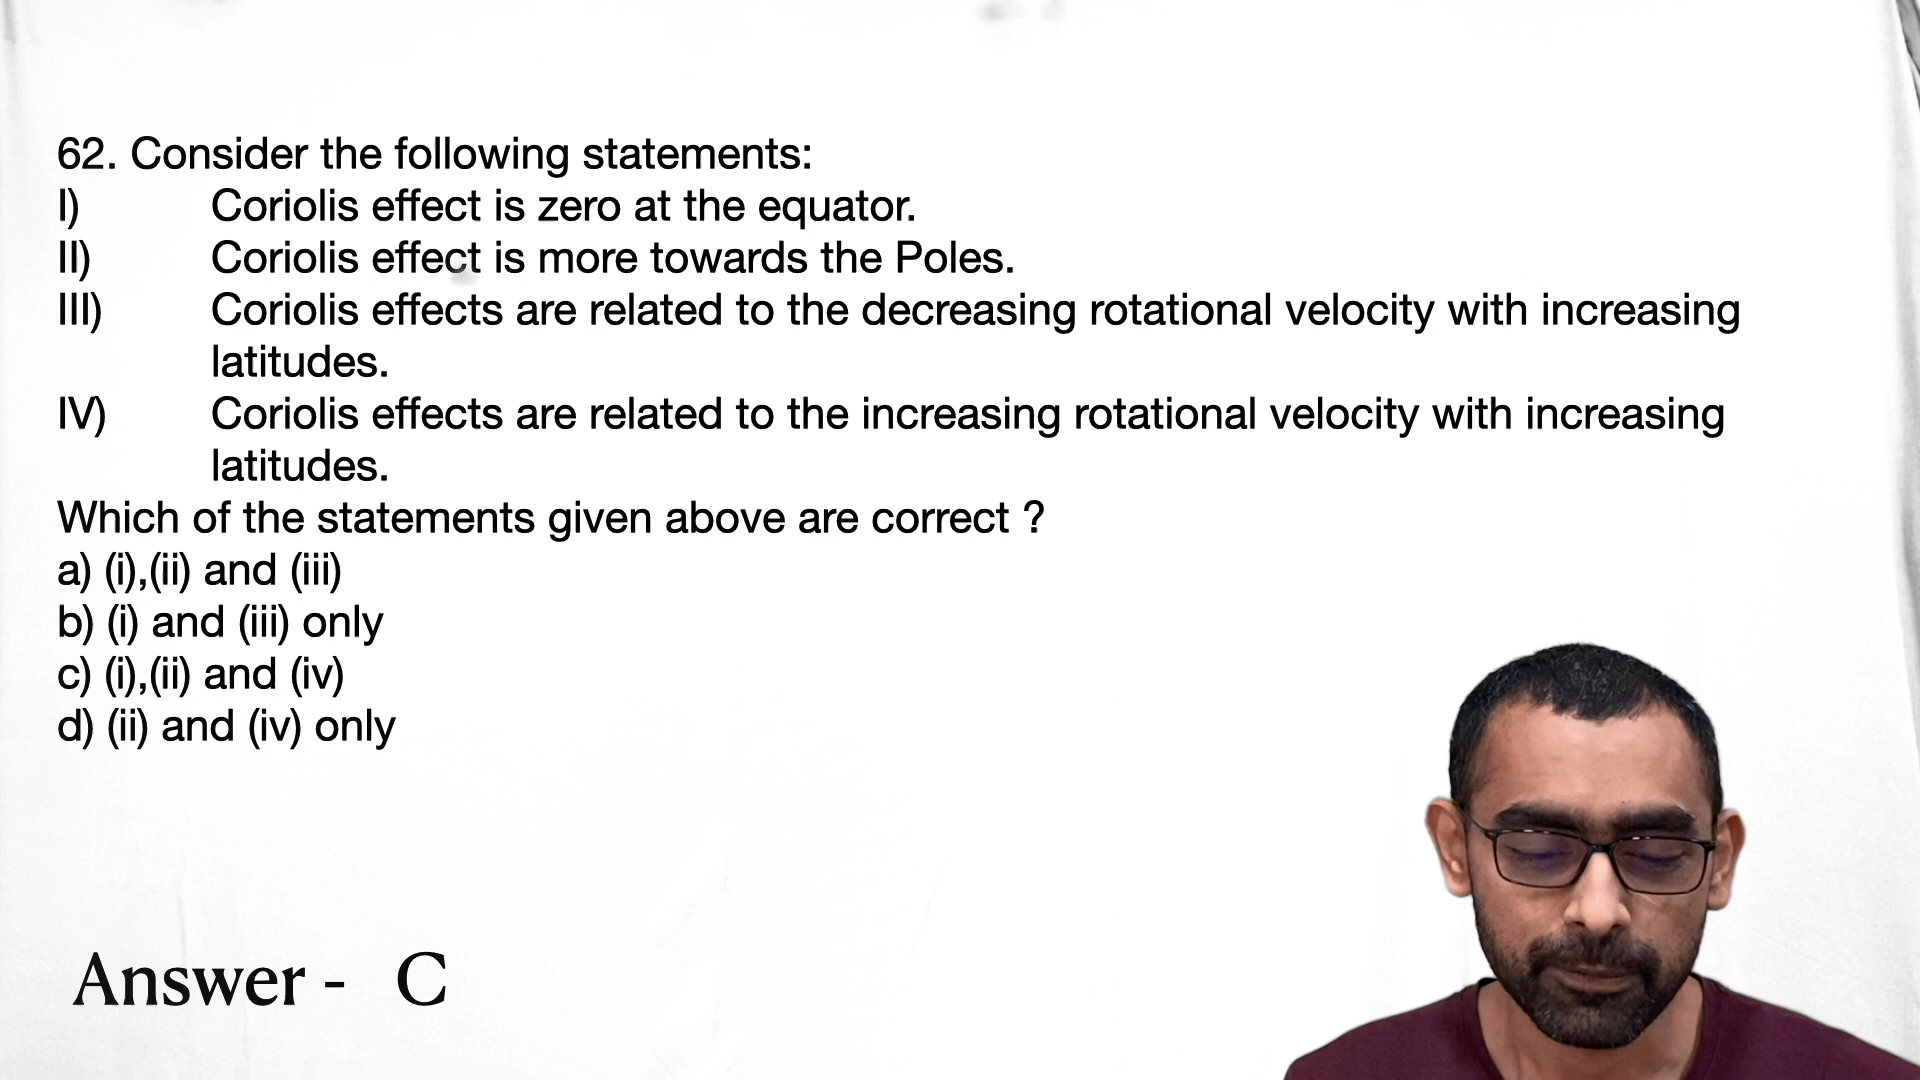 62. Consider the following statements:
I) Coriolis effect is zero at the equator.
II) Coriolis effect is more towards the Poles.
III) Coriolis effects are related to the decreasing rotational velocity with increasing
latitudes.
IV) Coriolis effects are related to the increasing rotational velocity with increasing
latitudes.
Which of the statements given above are correct ?
a) (i),(ii) and (iii)
b) (i) and (iii) only
c) (i),(ii) and (iv)
d) (ii) and (iv) only
Answer - C